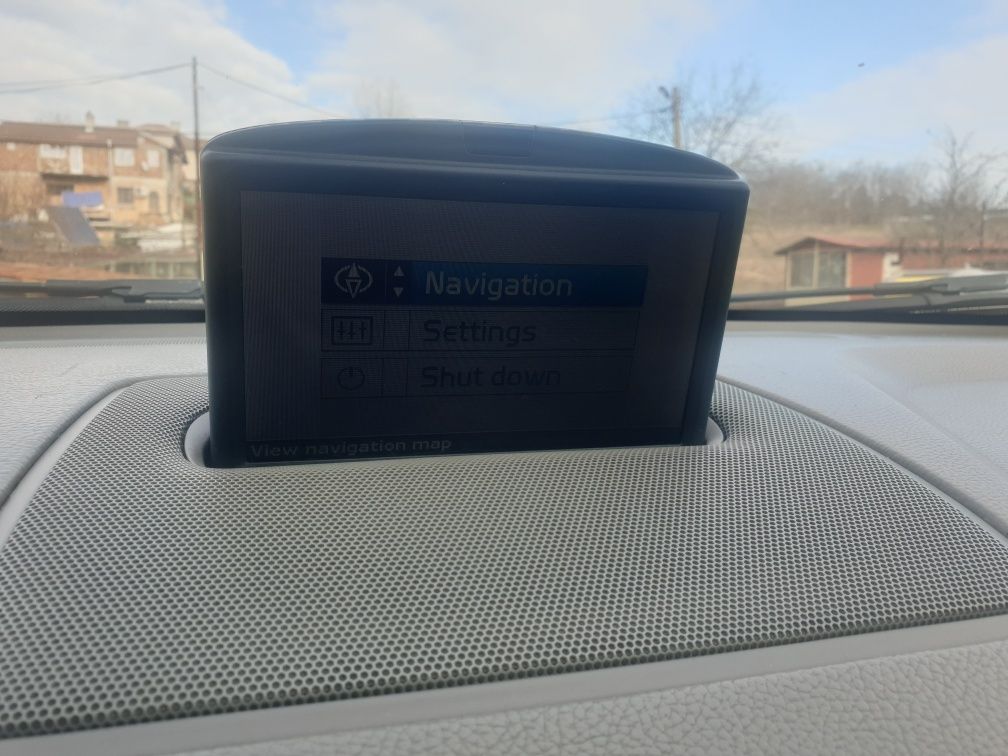 Navigation
Settings
Shut down
View navigation map